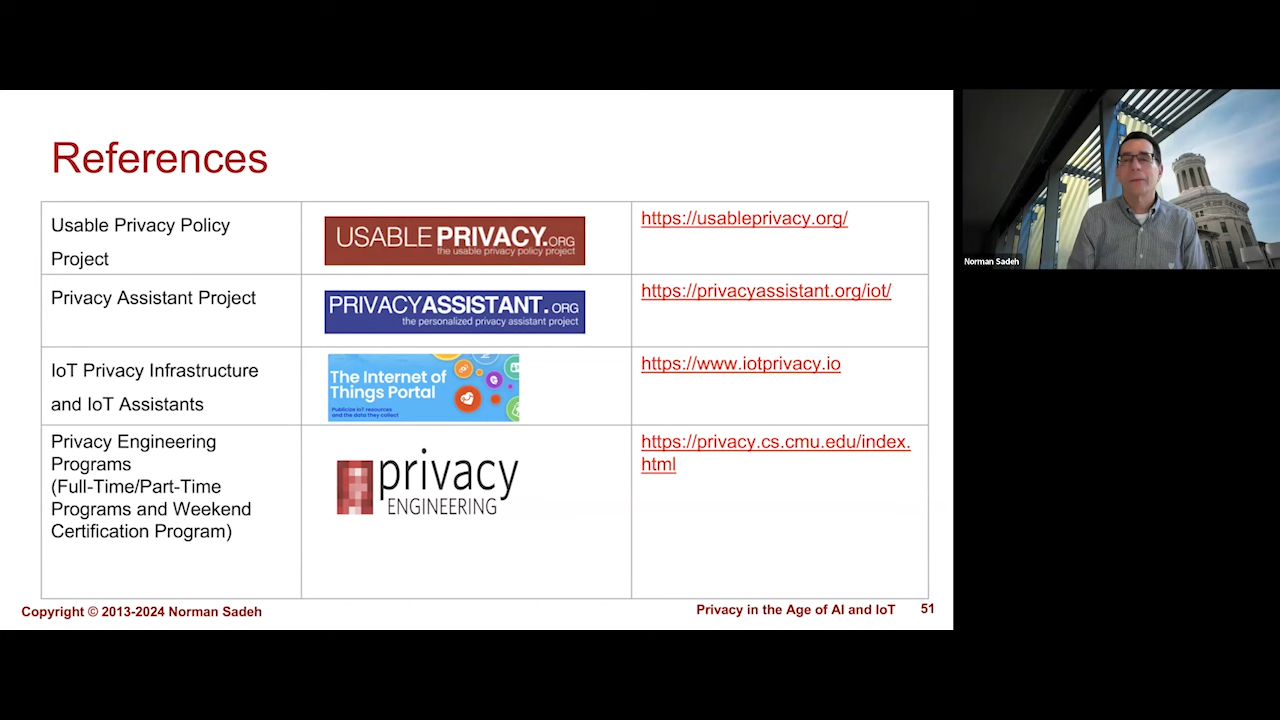 References
Usable Privacy Policy
Project
USABLE PRIVACY.ORG
the usable privacy policy project
https://usableprivacy.org/
Privacy Assistant Project
PRIVACYASSISTANT.ORG
the personalized privacy assistant project
https://privacyassistant.org/iot/
IoT Privacy Infrastructure
and IoT Assistants
The Internet of
Things Portal
Publicize IoT resources
and the data they collect
https://www.iotprivacy.io
Privacy Engineering
Programs
(Full-Time/Part-Time
Programs and Weekend
Certification Program)
privacy
ENGINEERING
https://privacy.cs.cmu.edu/index.
html
Copyright © 2013-2024 Norman Sadeh
Privacy in the Age of AI and IoT
51
Norman Sadeh